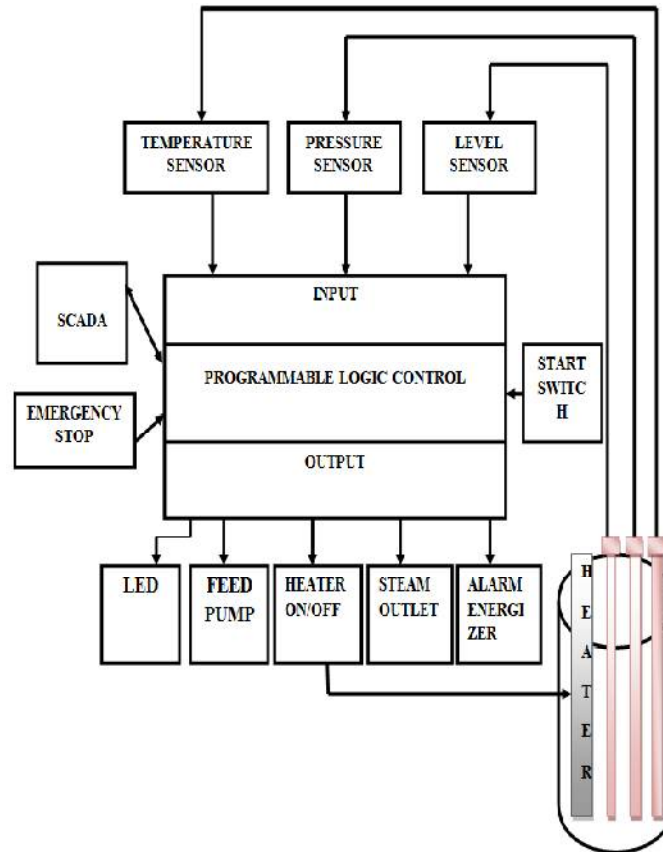 TEMPERATURE
SENSOR
PRESSURE
SENSOR
LEVEL
SENSOR
INPUT
SCADA
PROGRAMMABLE LOGIC CONTROL
START
SWITC
H
EMERGENCY
STOP
OUTPUT
LED
FEED
PUMP
HEATER
ON/OFF
STEAM
OUTLET
ALARM
ENERGI
ZER
H
E
A
T
E
R